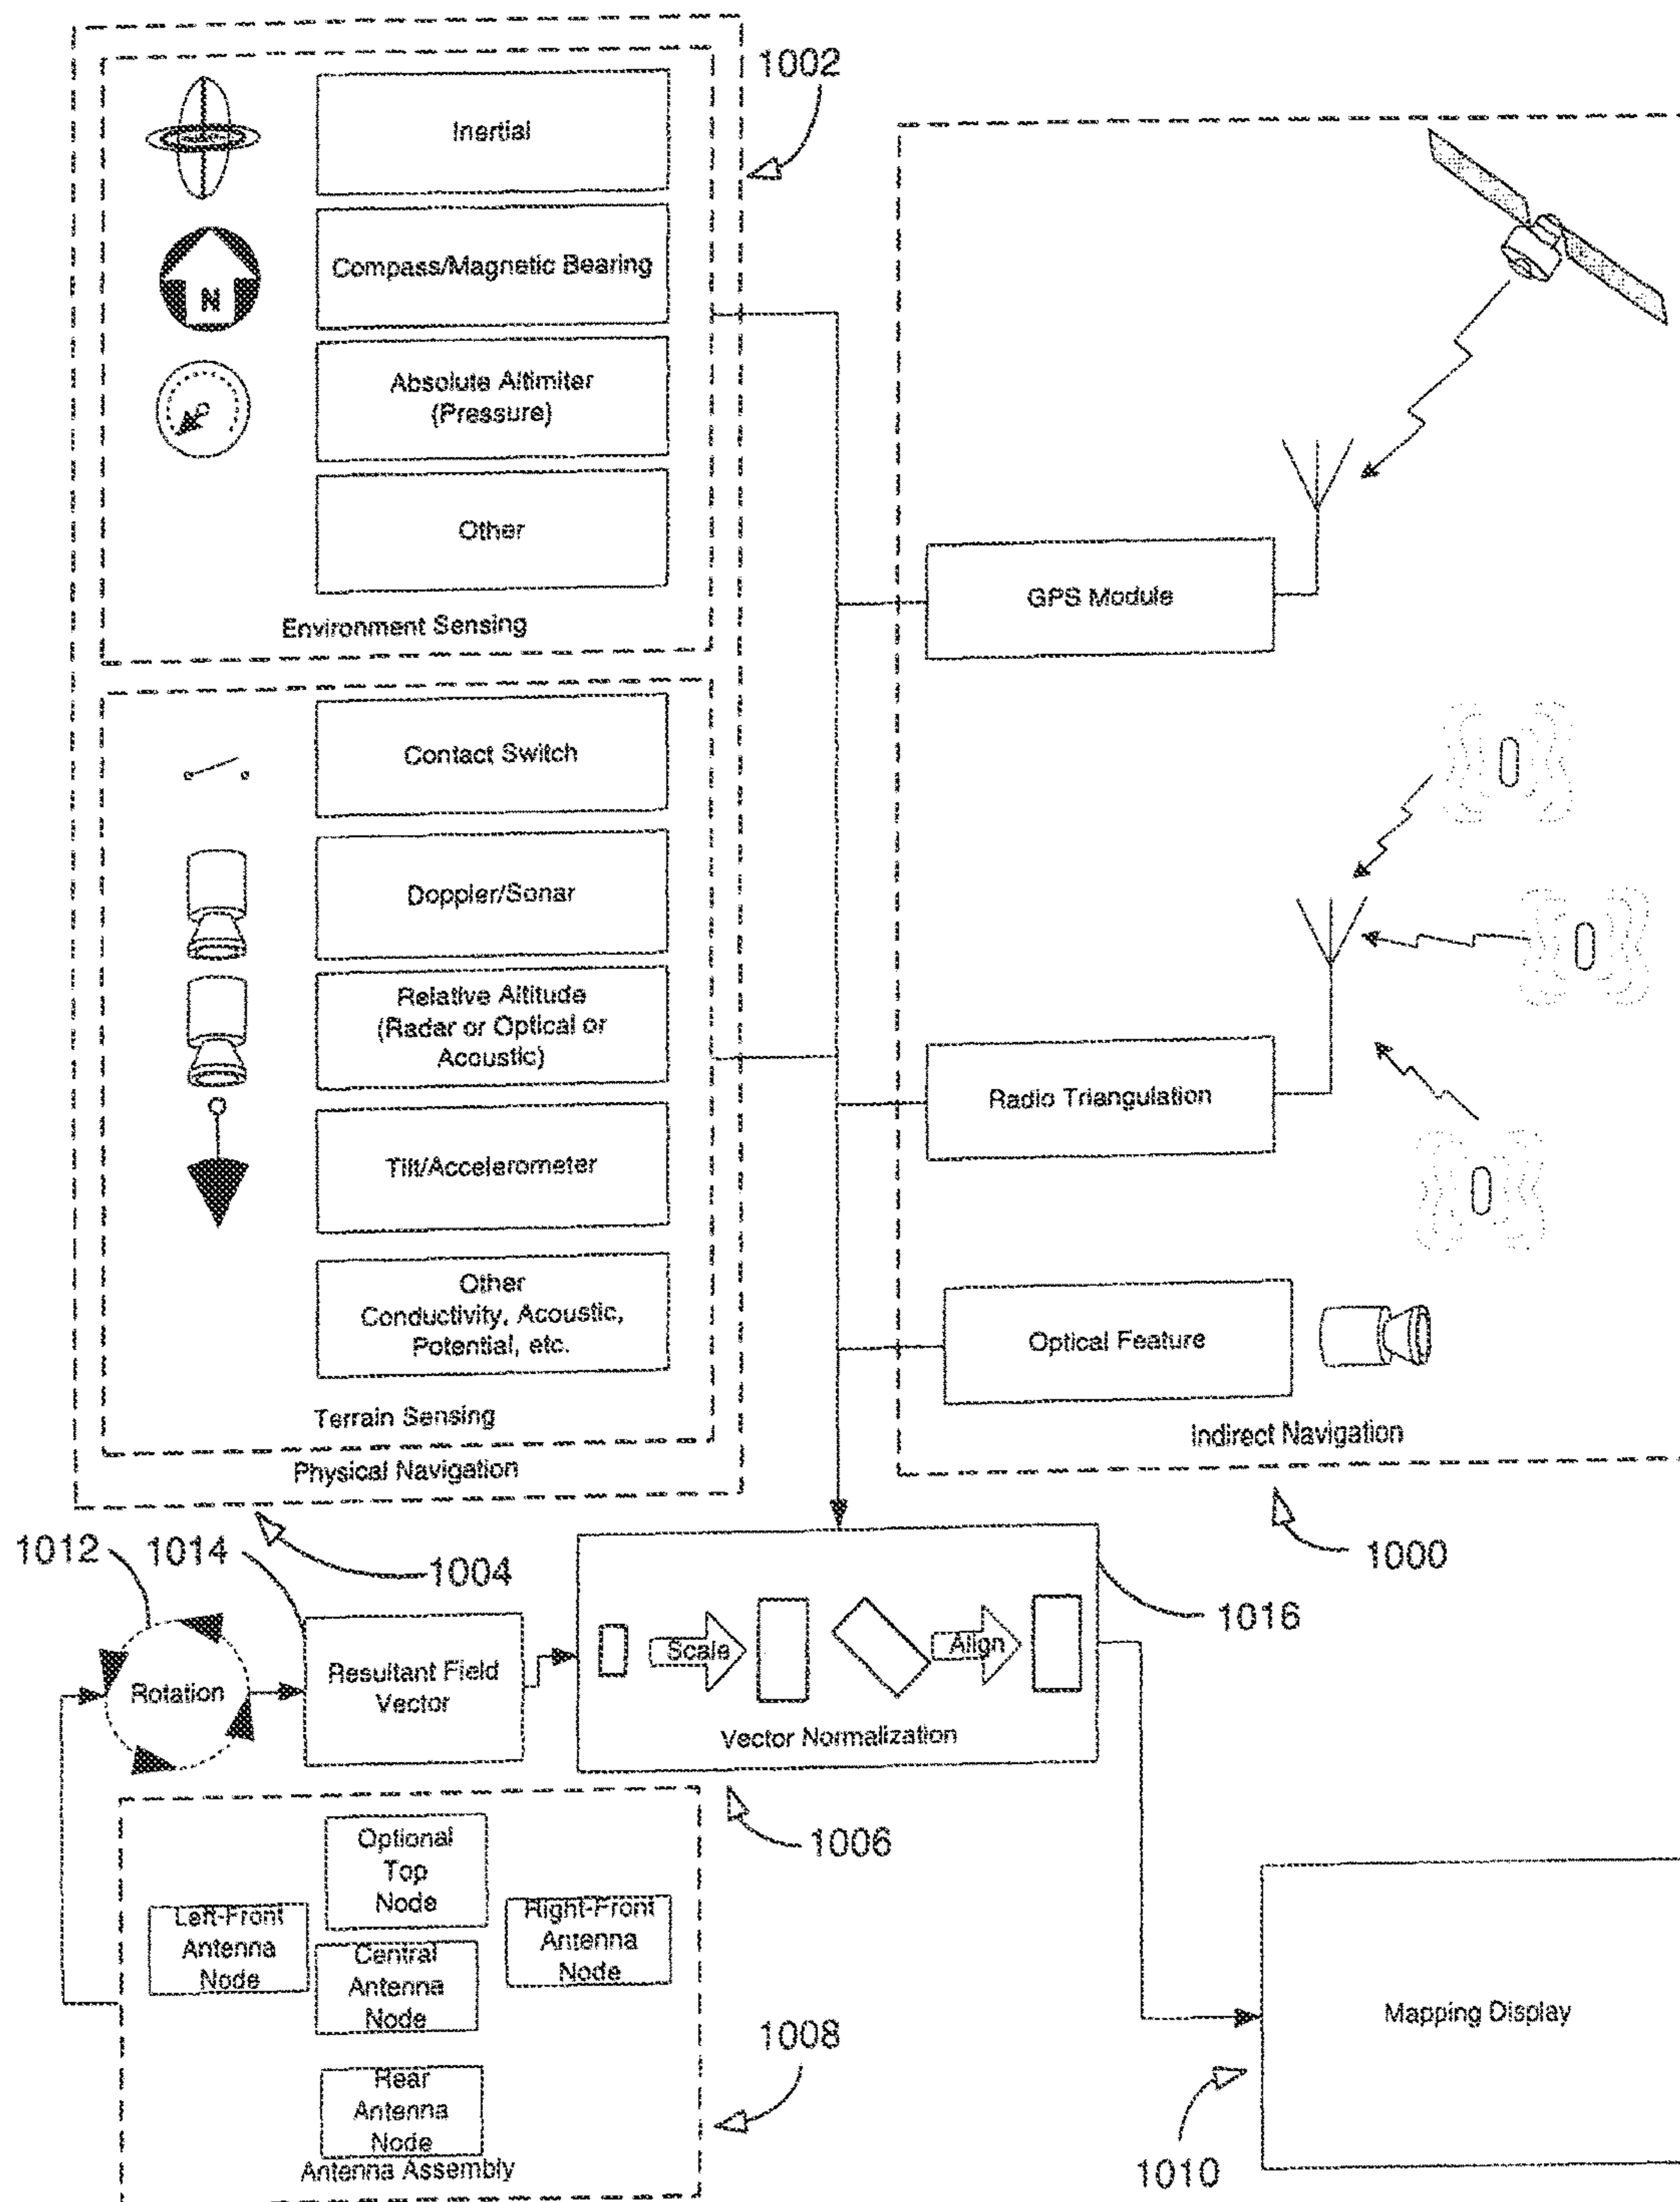 1002
Inertial
Compass/Magnetic Bearing
N
Absolute Altimiter
(Pressure)
Other
Environment Sensing
Contact Switch
Doppler/Sonar
Relative Altitude
(Radar or Optical or
Acoustic)
Tilt/Accelerometer
Other
Conductivity, Acoustic,
Potential, etc.
Terrain Sensing
Physical Navigation
1004
GPS Module
Radio Triangulation
Optical Feature
Indirect Navigation
1000
1012
1014
Rotation
Resultant Field
Vector
Scale
Align
Vector Normalization
1016
1006
Optional
Top
Node
Left-Front
Antenna
Node
Central
Antenna
Node
Right-Front
Antenna
Node
Rear
Antenna
Node
Antenna Assembly
1008
Mapping Display
1010